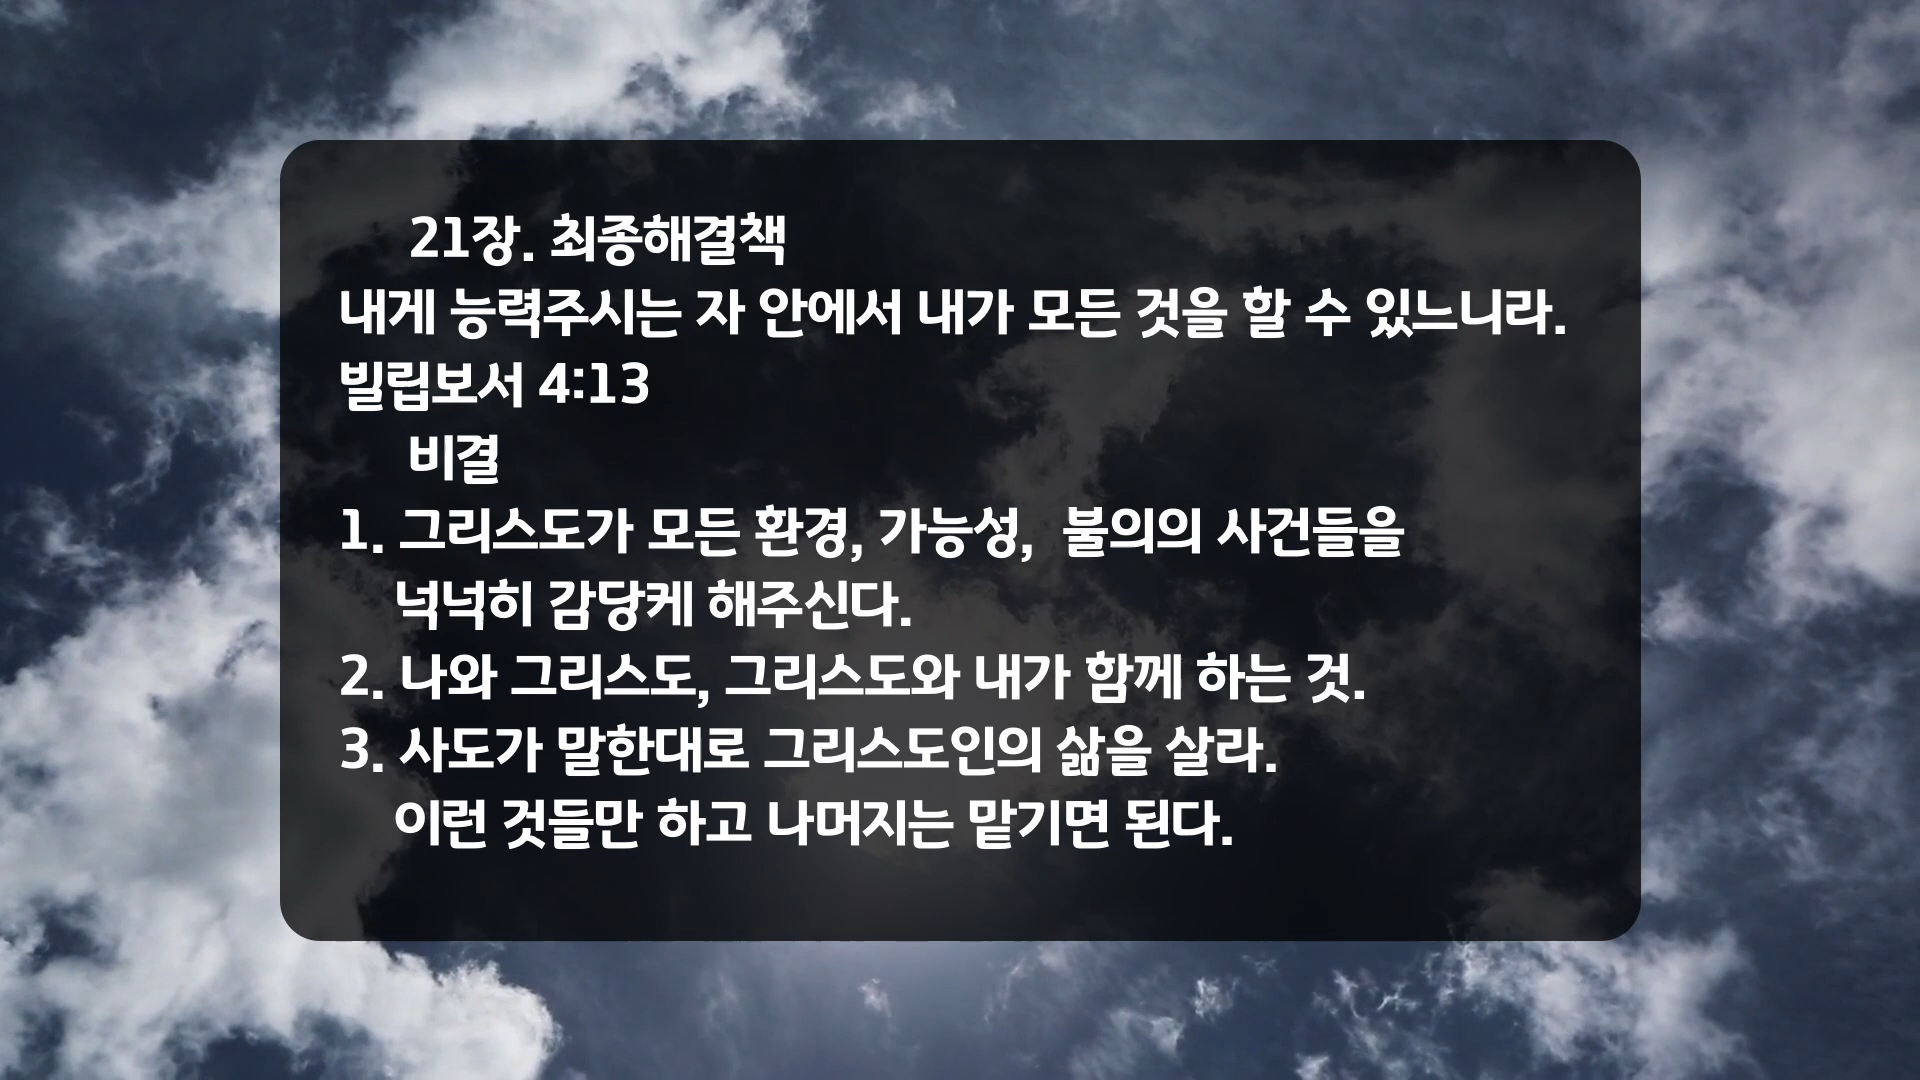 21장. 최종해결책
내게 능력주시는 자 안에서 내가 모든 것을 할 수 있느니라.
빌립보서 4:13
비결
1. 그리스도가 모든 환경, 가능성,  불의의 사건들을
넉넉히 감당케 해주신다.
2. 나와 그리스도, 그리스도와 내가 함께 하는 것.
3. 사도가 말한대로 그리스도인의 삶을 살라.
이런 것들만 하고 나머지는 맡기면 된다.